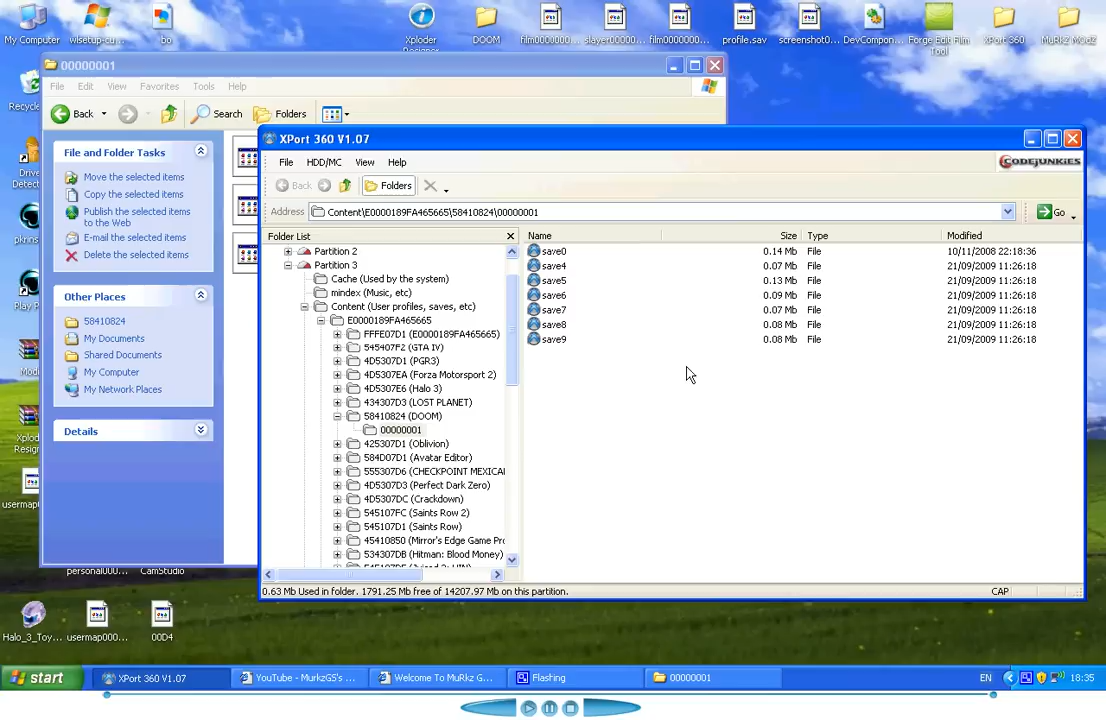 My Computer
wlsetup-cu...
bo
Xploder Resigner
DOOM
film0000000...
slayer00000...
film000000...
profile.sav
screenshot0...
DevCompon...
Forge Edit Film Tool
XPort 360
MuRkZ MOdZ
00000001
File Edit View Favorites Tools Help
Back Search Folders
File and Folder Tasks
Move the selected items
Copy the selected items
Publish the selected items to the Web
E-mail the selected items
Delete the selected items
Other Places
58410824
My Documents
Shared Documents
My Computer
My Network Places
Details
XPort 360 V1.07
File HDD/MC View Help
CODEJUNKIES
Back Folders
Address Content\E0000189FA465665\58410824\00000001 Go
Folder List
Partition 2
Partition 3
Cache (Used by the system)
mindex (Music, etc)
Content (User profiles, saves, etc)
E0000189FA465665
FFFE07D1 (E0000189FA465665)
545407F2 (GTA IV)
4D5307D1 (PGR3)
4D5307EA (Forza Motorsport 2)
4D5307E6 (Halo 3)
434307D3 (LOST PLANET)
58410824 (DOOM)
00000001
425307D1 (Oblivion)
584D07D1 (Avatar Editor)
555307D6 (CHECKPOINT MEXICA
4D5307D3 (Perfect Dark Zero)
4D5307DC (Crackdown)
545107FC (Saints Row 2)
545107D1 (Saints Row)
45410850 (Mirror's Edge Game Pr
534307DB (Hitman: Blood Money)
Name Size Type Modified
save0 0.14 Mb File 10/11/2008 22:18:36
save4 0.07 Mb File 21/09/2009 11:26:18
save5 0.13 Mb File 21/09/2009 11:26:18
save6 0.09 Mb File 21/09/2009 11:26:18
save7 0.07 Mb File 21/09/2009 11:26:18
save8 0.08 Mb File 21/09/2009 11:26:18
save9 0.08 Mb File 21/09/2009 11:26:18
0.63 Mb Used in folder. 1791.25 Mb free of 14207.97 Mb on this partition.
CAP
Recycle
Drive
Detect
pkrins
Play
Modi
Xplod
Resign
usermap0
personal000...
CamStudio
Halo_3_Toy...
usermap000...
00D4
start
XPort 360 V1.07
YouTube - MurkzGS's ...
Welcome To MuRkz G...
Flashing
00000001
EN
18:35